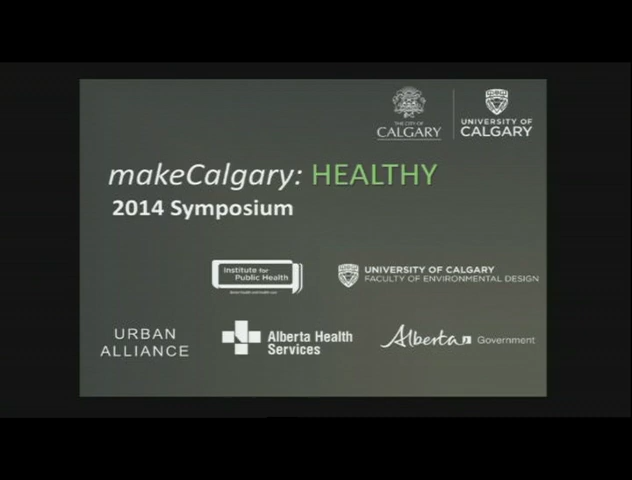 THE CITY OF
CALGARY
UNIVERSITY OF
CALGARY
makeCalgary: HEALTHY
2014 Symposium
Institute for
Public Health
UNIVERSITY OF CALGARY
FACULTY OF ENVIRONMENTAL DESIGN
URBAN
ALLIANCE
Alberta Health
Services
Alberta Government